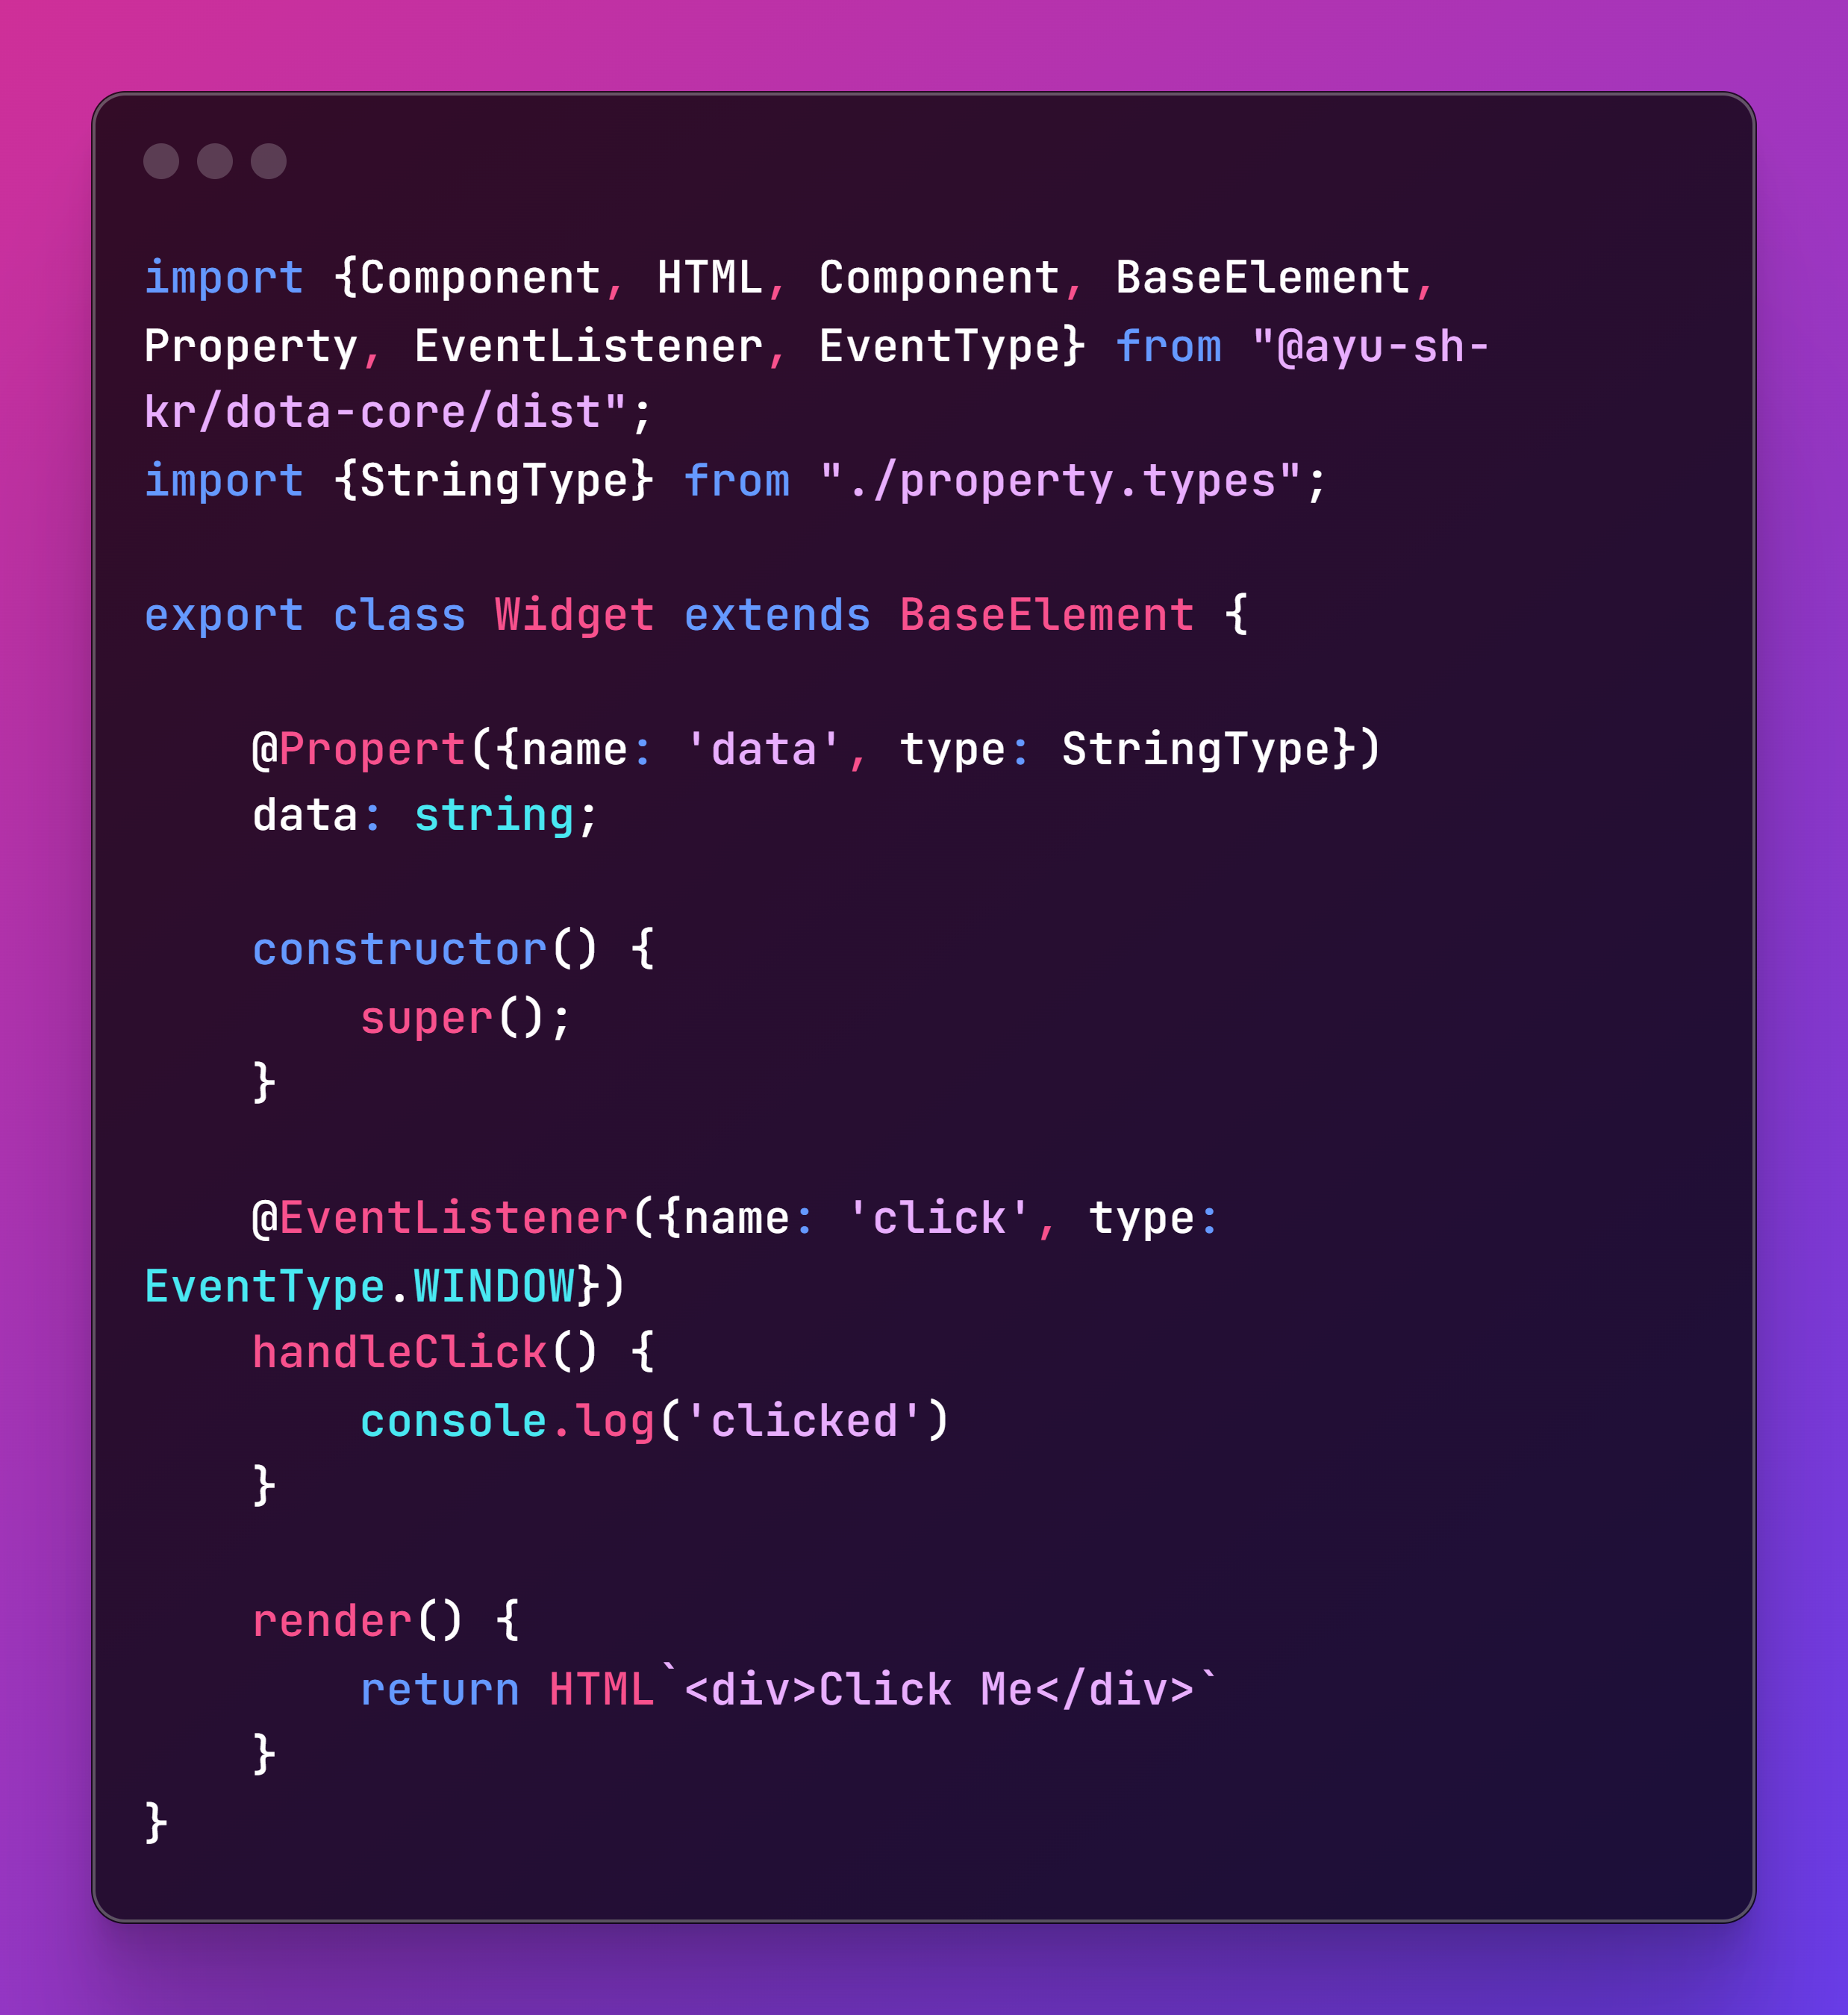 import {Component, HTML, Component, BaseElement,
Property, EventListener, EventType} from "@ayu-sh-
kr/dota-core/dist";
import {StringType} from "./property.types";

export class Widget extends BaseElement {

    @Propert({name: 'data', type: StringType})
    data: string;

    constructor() {
        super();
    }

    @EventListener({name: 'click', type:
EventType.WINDOW})
    handleClick() {
        console.log('clicked')
    }

    render() {
        return HTML`<div>Click Me</div>`
    }
}